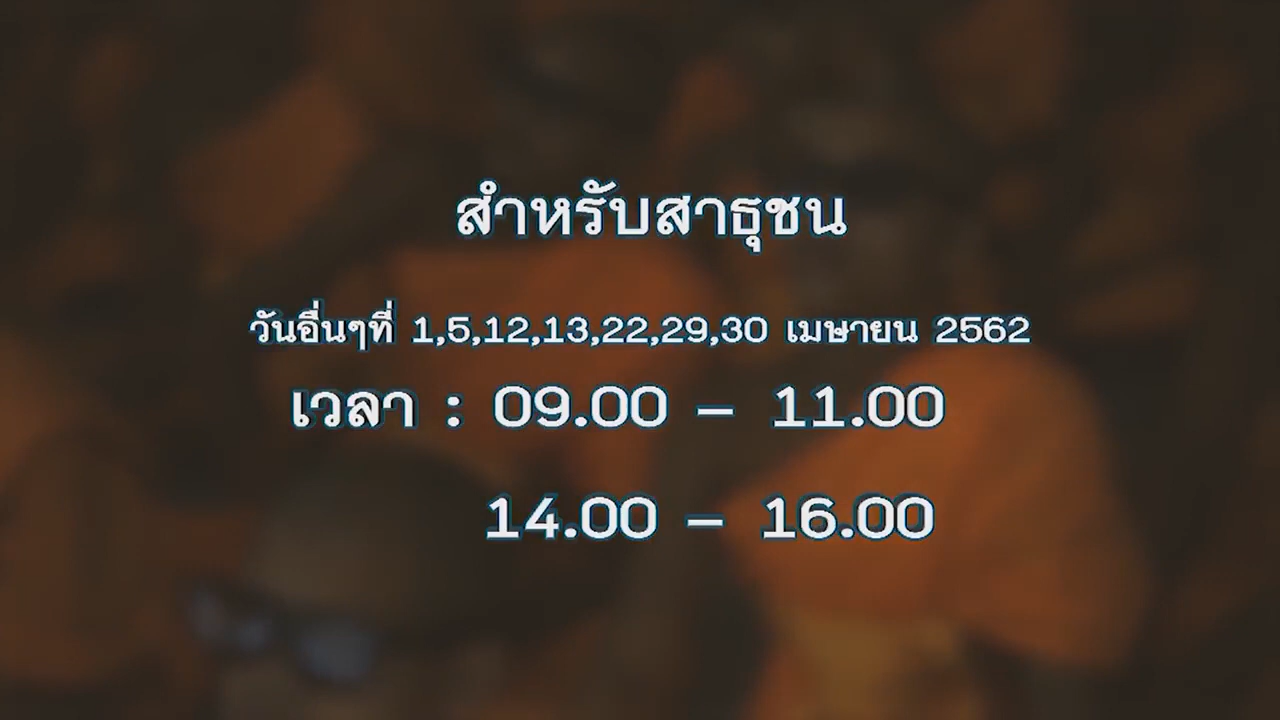 สำหรับสาธุชน
วันอื่นๆที่ 1,5,12,13,22,29,30 เมษายน 2562
เวลา : 09.00 – 11.00
14.00 – 16.00